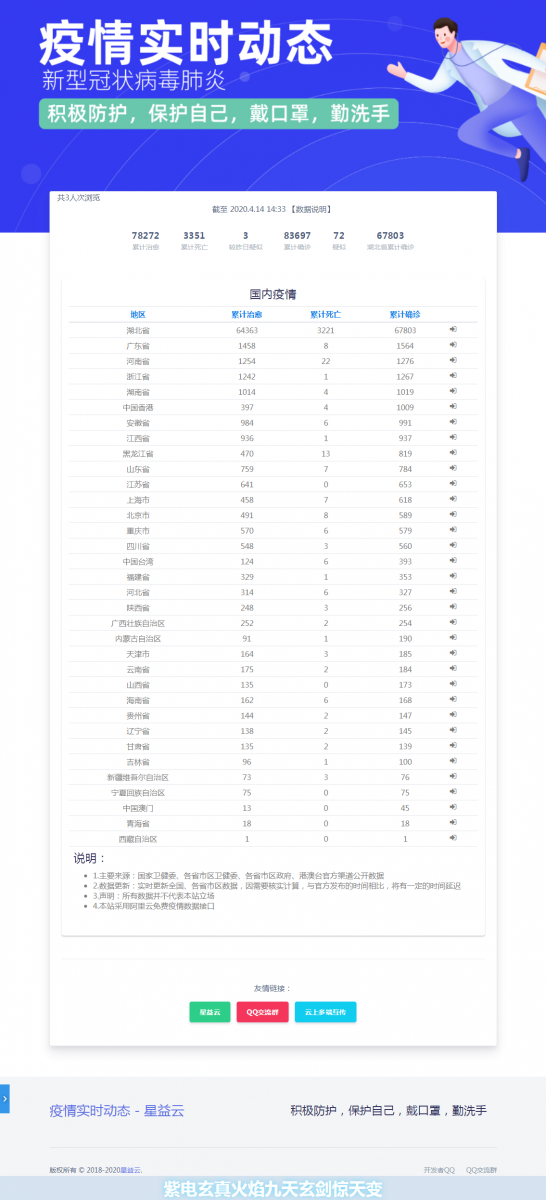 疫情实时动态
新型冠状病毒肺炎
积极防护，保护自己，戴口罩，勤洗手
共3人次浏览
截至 2020.4.14 14:33 【数据说明】
78272 3351 3 83697 72 67803
累计治愈 累计死亡 较昨日疑似 累计确诊 疑似 湖北省累计确诊
国内疫情
地区 累计治愈 累计死亡 累计确诊
湖北省 64363 3221 67803
广东省 1458 8 1564
河南省 1254 22 1276
浙江省 1242 1 1267
湖南省 1014 4 1019
中国香港 397 4 1009
安徽省 984 6 991
江西省 936 1 937
黑龙江省 470 13 819
山东省 759 7 784
江苏省 641 0 653
上海市 458 7 618
北京市 491 8 589
重庆市 570 6 579
四川省 548 3 560
中国台湾 124 6 393
福建省 329 1 353
河北省 314 6 327
陕西省 248 3 256
广西壮族自治区 252 2 254
内蒙古自治区 91 1 190
天津市 164 3 185
云南省 175 2 184
山西省 135 0 173
海南省 162 6 168
贵州省 144 2 147
辽宁省 138 2 145
甘肃省 135 2 139
吉林省 96 1 100
新疆维吾尔自治区 73 3 76
宁夏回族自治区 75 0 75
中国澳门 13 0 45
青海省 18 0 18
西藏自治区 1 0 1
说明：
1.主要来源：国家卫健委、各省市区卫健委、各省市区政府、港澳台官方渠道公开数据
2.数据更新：实时更新全国、各省市区数据，因需要核实计算，与官方发布的时间相比，将有一定的时间延迟
3.声明：所有数据并不代表本站立场
4.本站采用阿里云免费疫情数据接口
友情链接：
星益云 QQ交流群 云上多端互传
疫情实时动态 - 星益云 积极防护，保护自己，戴口罩，勤洗手
版权所有 © 2018-2020星益云. 开发者QQ QQ交流群
紫电玄真火焰九天玄剑惊天变